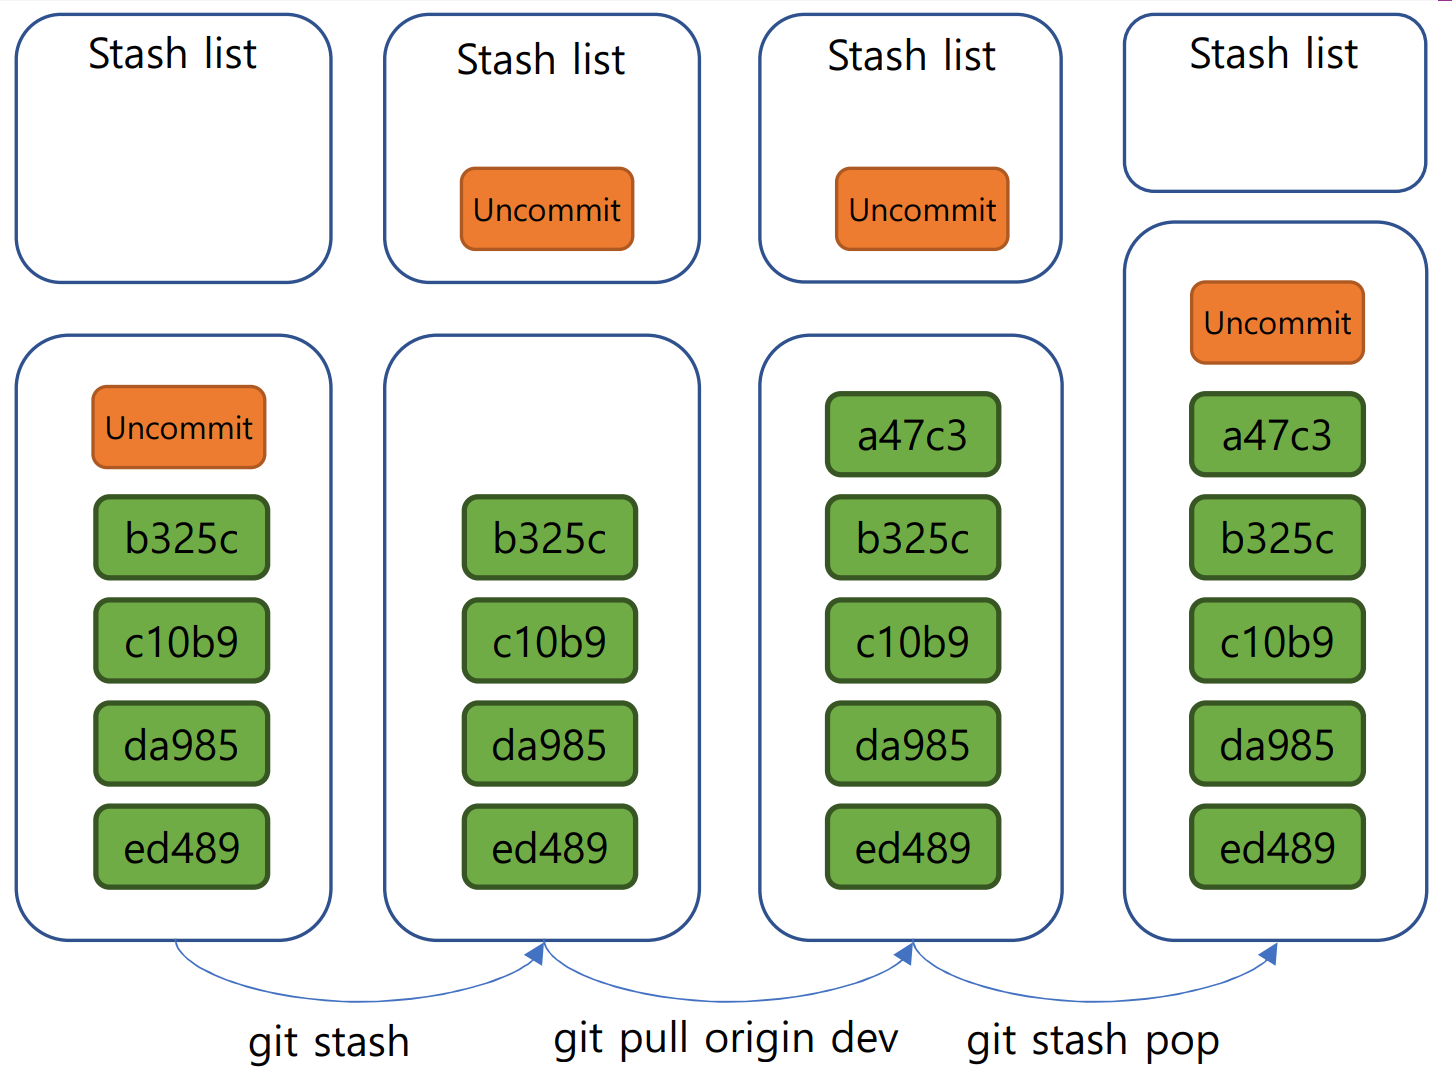 Stash list
Uncommit
b325c
c10b9
da985
ed489
Stash list
Uncommit
b325c
c10b9
da985
ed489
Stash list
Uncommit
a47c3
b325c
c10b9
da985
ed489
Stash list
Uncommit
a47c3
b325c
c10b9
da985
ed489
git stash
git pull origin dev
git stash pop